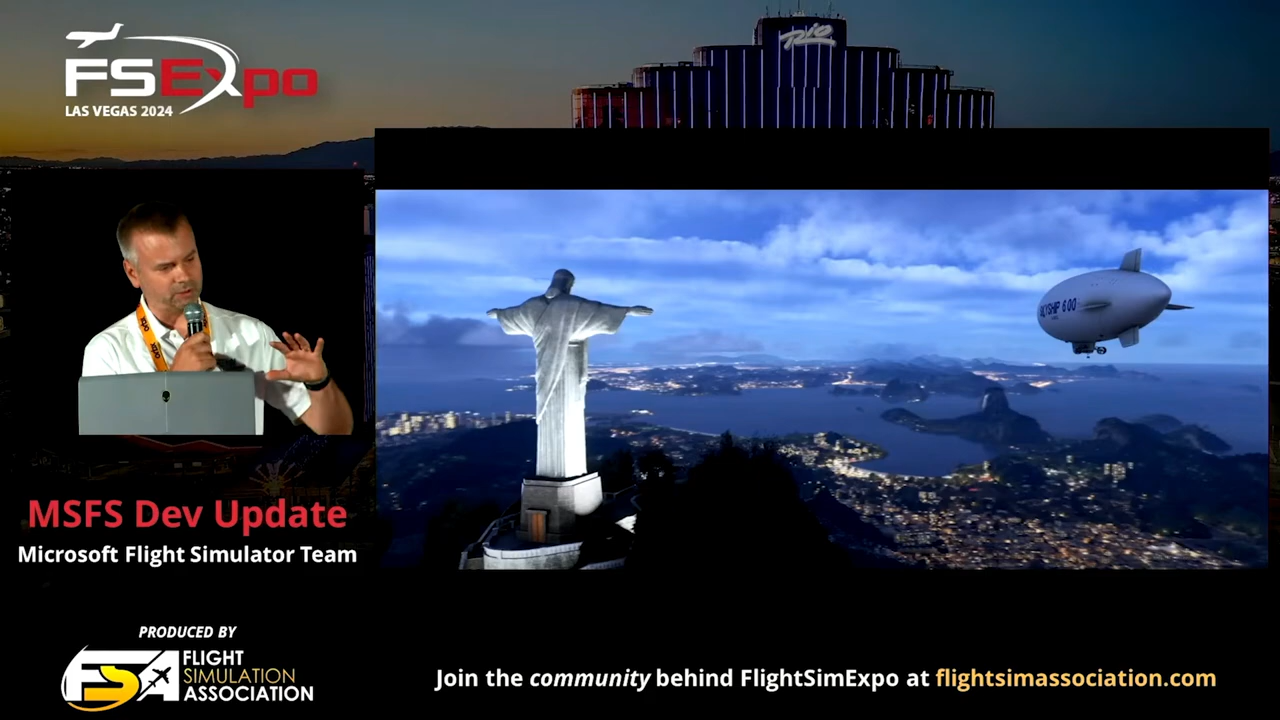 FSExpo
LAS VEGAS 2024
Rio
SKYSHIP 600
MSFS Dev Update
Microsoft Flight Simulator Team
PRODUCED BY
FSA
FLIGHT
SIMULATION
ASSOCIATION
Join the community behind FlightSimExpo at flightsimassociation.com